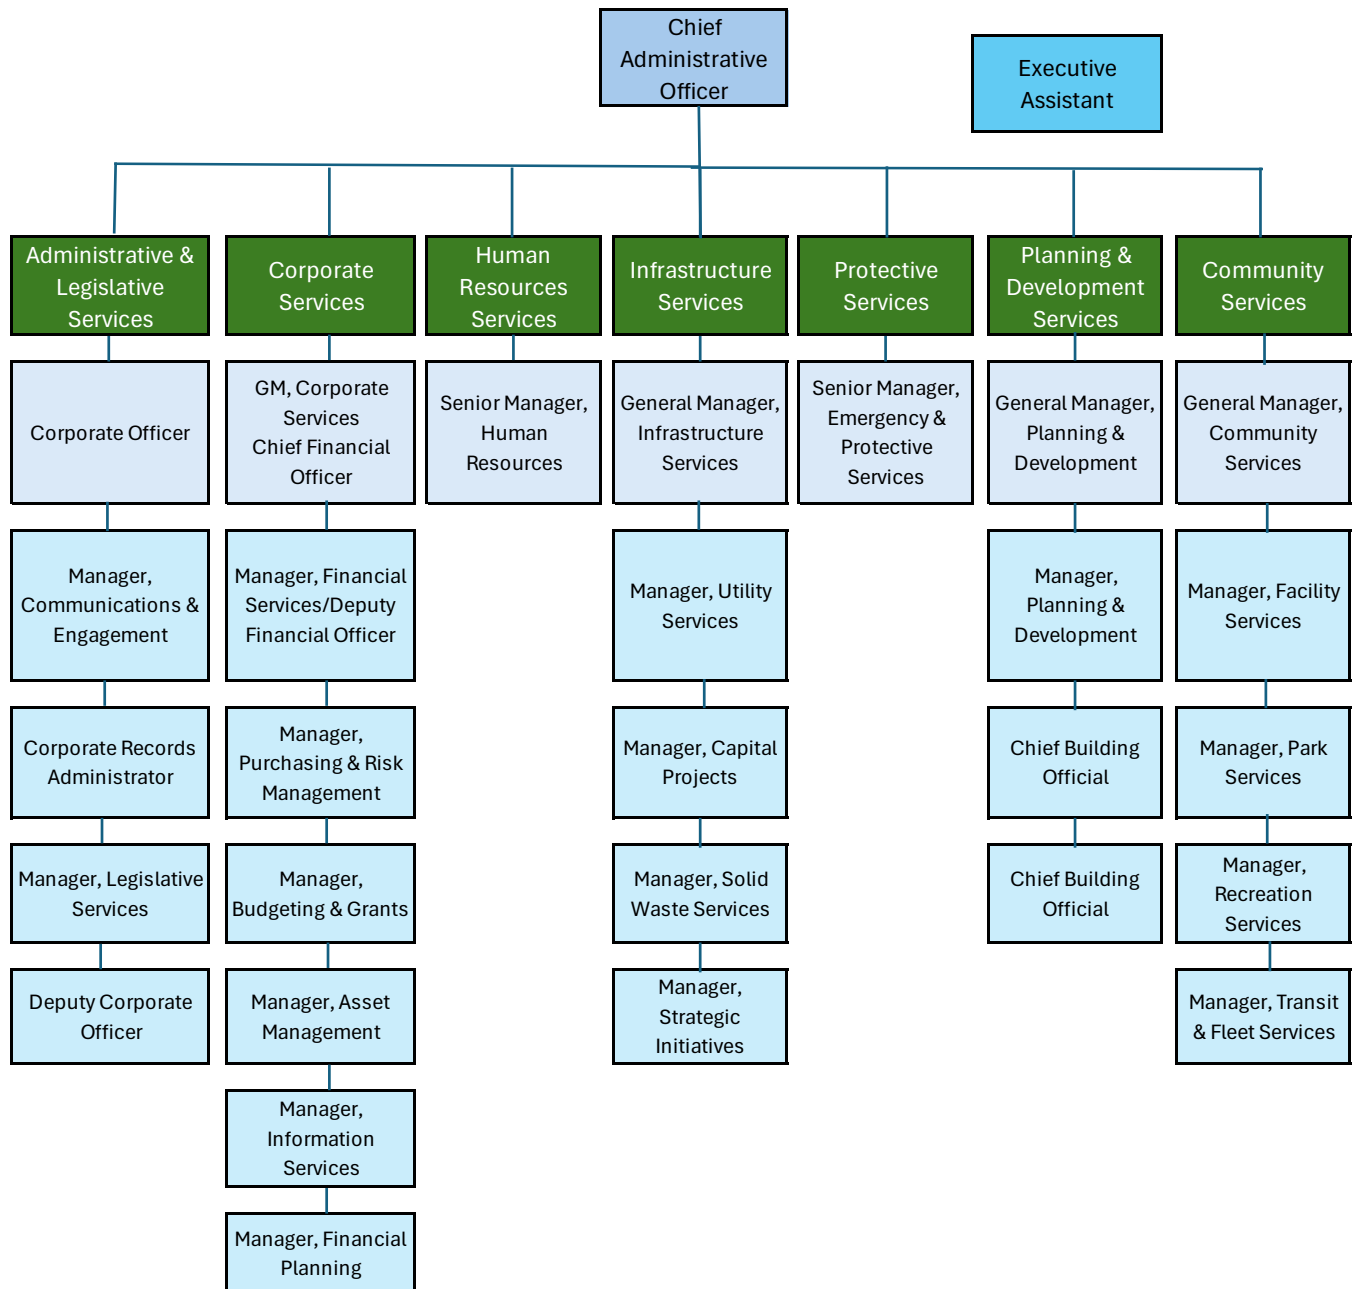 Chief
Administrative
Officer
Executive
Assistant
Administrative &
Legislative
Services
Corporate
Services
Human
Resources
Services
Infrastructure
Services
Protective
Services
Planning &
Development
Services
Community
Services
Corporate Officer
GM, Corporate
Services
Chief Financial
Officer
Senior Manager,
Human
Resources
General Manager,
Infrastructure
Services
Senior Manager,
Emergency &
Protective
Services
General Manager,
Planning &
Development
General Manager,
Community
Services
Manager,
Communications &
Engagement
Manager, Financial
Services/Deputy
Financial Officer
Manager, Utility
Services
Manager,
Planning &
Development
Manager, Facility
Services
Corporate Records
Administrator
Manager,
Purchasing & Risk
Management
Manager, Capital
Projects
Chief Building
Official
Manager, Park
Services
Manager, Legislative
Services
Manager,
Budgeting & Grants
Manager, Solid
Waste Services
Chief Building
Official
Manager,
Recreation
Services
Deputy Corporate
Officer
Manager, Asset
Management
Manager,
Strategic
Initiatives
Manager, Transit
& Fleet Services
Manager,
Information
Services
Manager, Financial
Planning